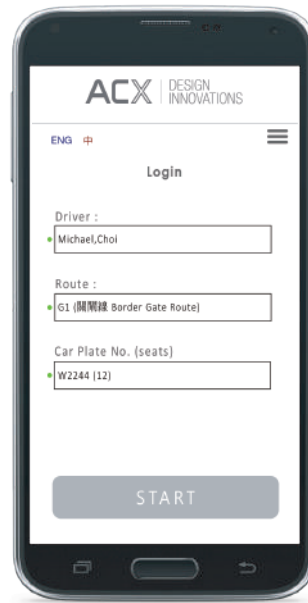 ACX DESIGN
INNOVATIONS
ENG 中
Login
Driver :
Michael,Choi
Route :
G1 (關閘線 Border Gate Route)
Car Plate No. (seats)
W2244 (12)
START